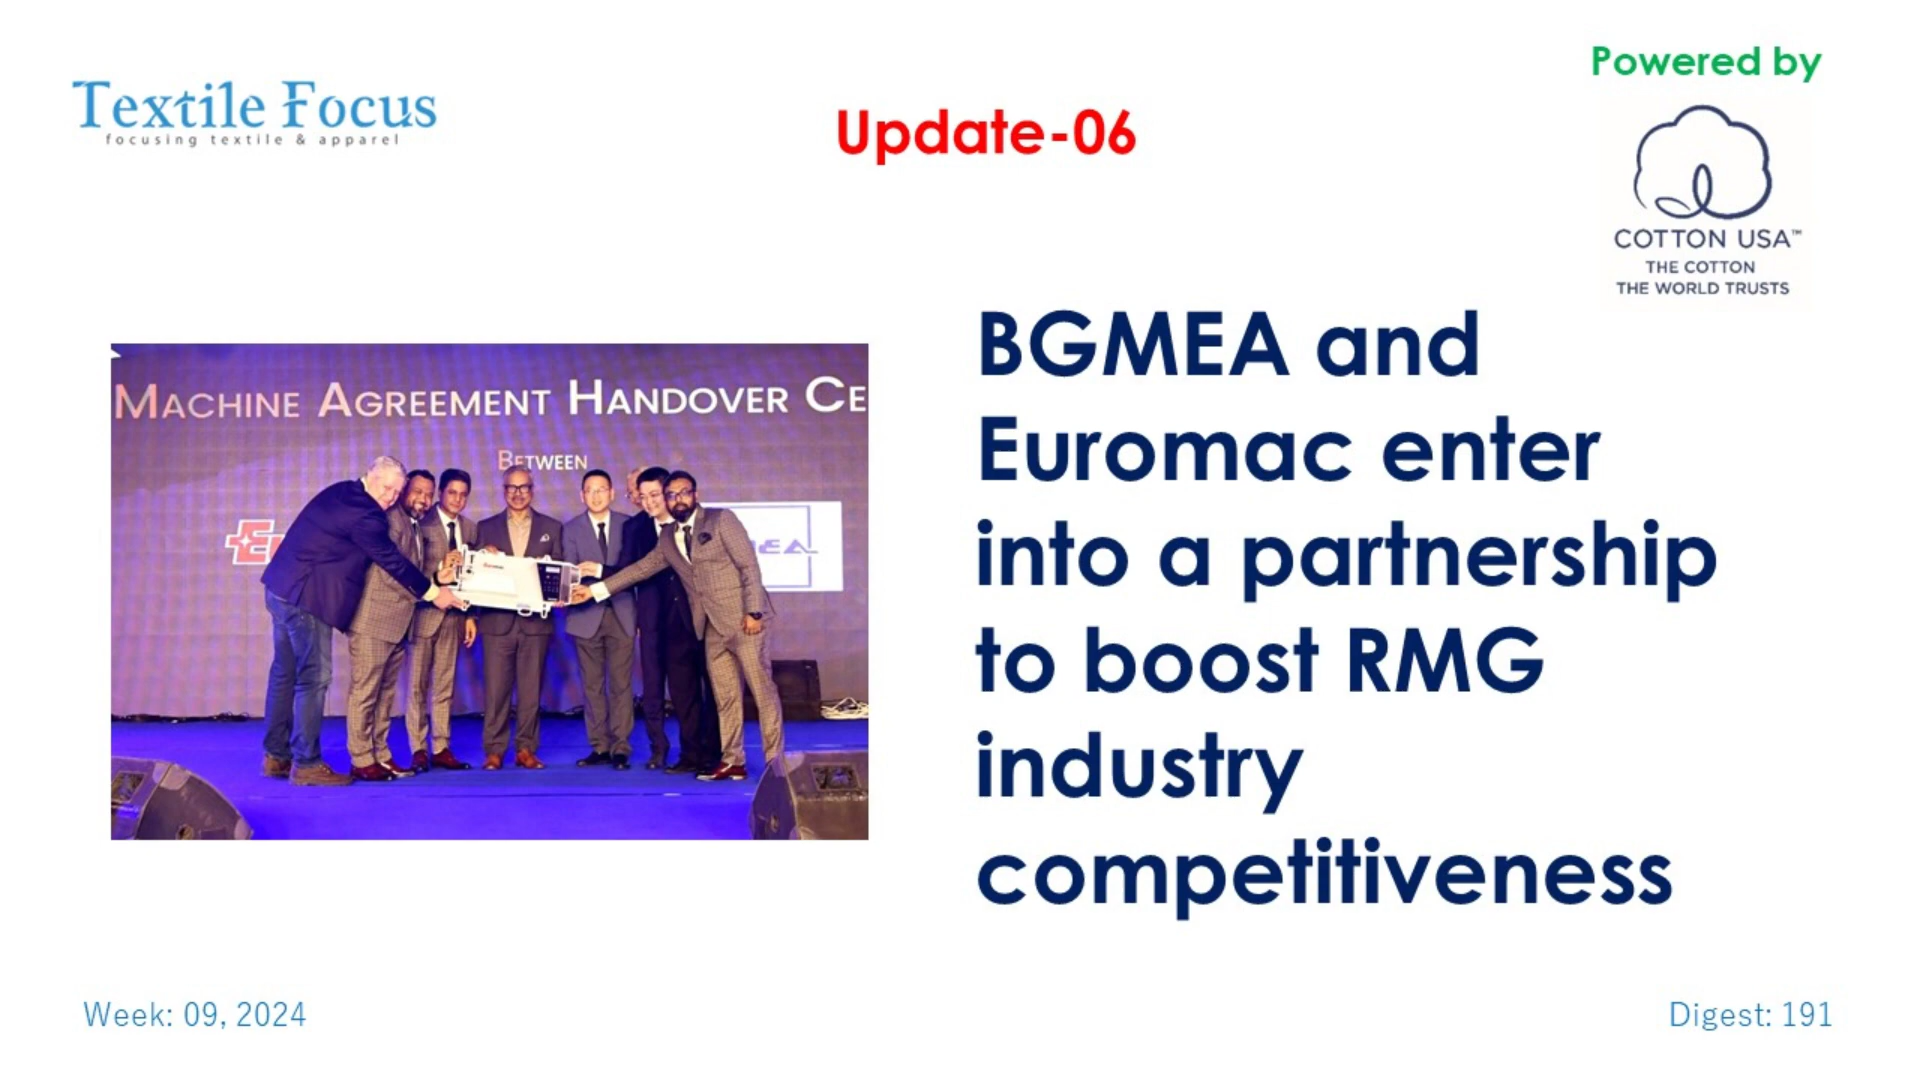 Textile Focus
focusing textile & apparel
Update-06
Powered by
COTTON USA™
THE COTTON
THE WORLD TRUSTS
MACHINE AGREEMENT HANDOVER CE
BETWEEN
BGMEA and
Euromac enter
into a partnership
to boost RMG
industry
competitiveness
Week: 09, 2024
Digest: 191